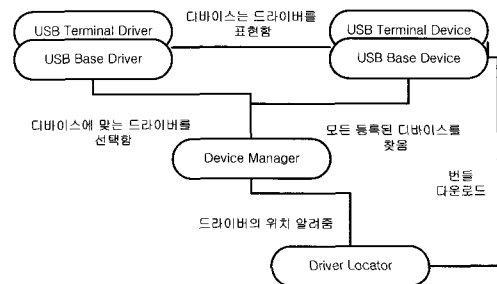 디바이스는 드라이버를
표현함
USB Terminal Driver
USB Terminal Device
USB Base Driver
USB Base Device
디바이스에 맞는 드라이버를
선택함
모든 등록된 디바이스를
찾음
Device Manager
번들
다운로드
드라이버의 위치 알려줌
Driver Locator